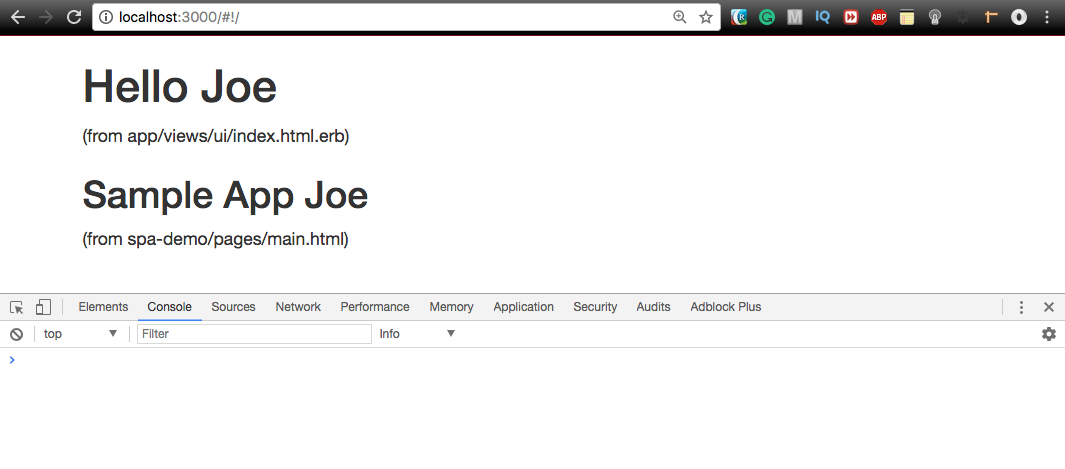 localhost:3000/#!/
R G M IQ ABP
Hello Joe
(from app/views/ui/index.html.erb)
Sample App Joe
(from spa-demo/pages/main.html)
Elements Console Sources Network Performance Memory Application Security Audits Adblock Plus
top Filter Info